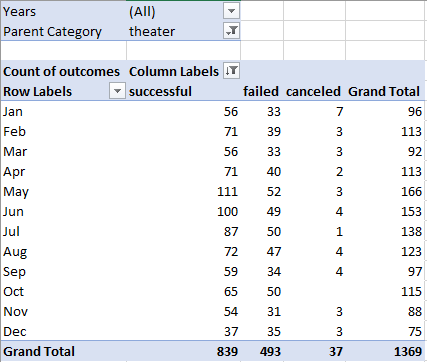 Years (All)
Parent Category theater
Count of outcomes Column Labels
Row Labels successful failed canceled Grand Total
Jan 56 33 7 96
Feb 71 39 3 113
Mar 56 33 3 92
Apr 71 40 2 113
May 111 52 3 166
Jun 100 49 4 153
Jul 87 50 1 138
Aug 72 47 4 123
Sep 59 34 4 97
Oct 65 50 115
Nov 54 31 3 88
Dec 37 35 3 75
Grand Total 839 493 37 1369